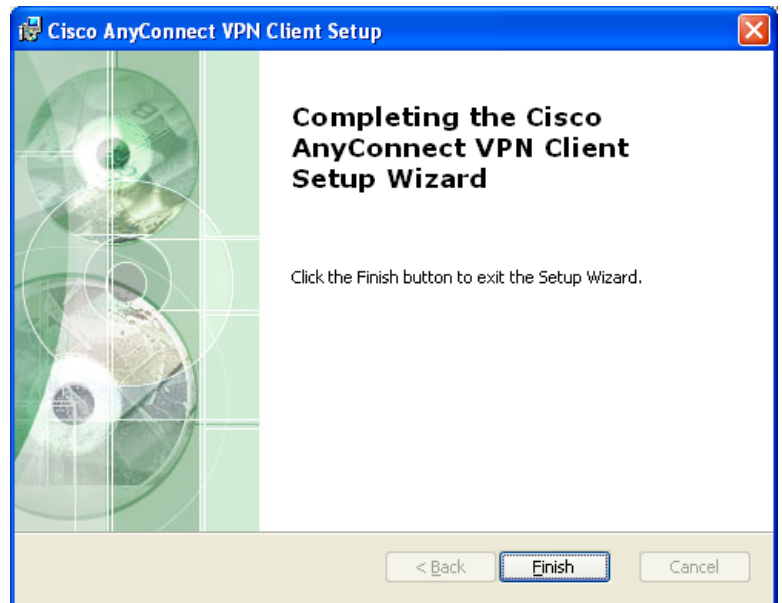 Cisco AnyConnect VPN Client Setup
Completing the Cisco
AnyConnect VPN Client
Setup Wizard
Click the Finish button to exit the Setup Wizard.
< Back
Finish
Cancel